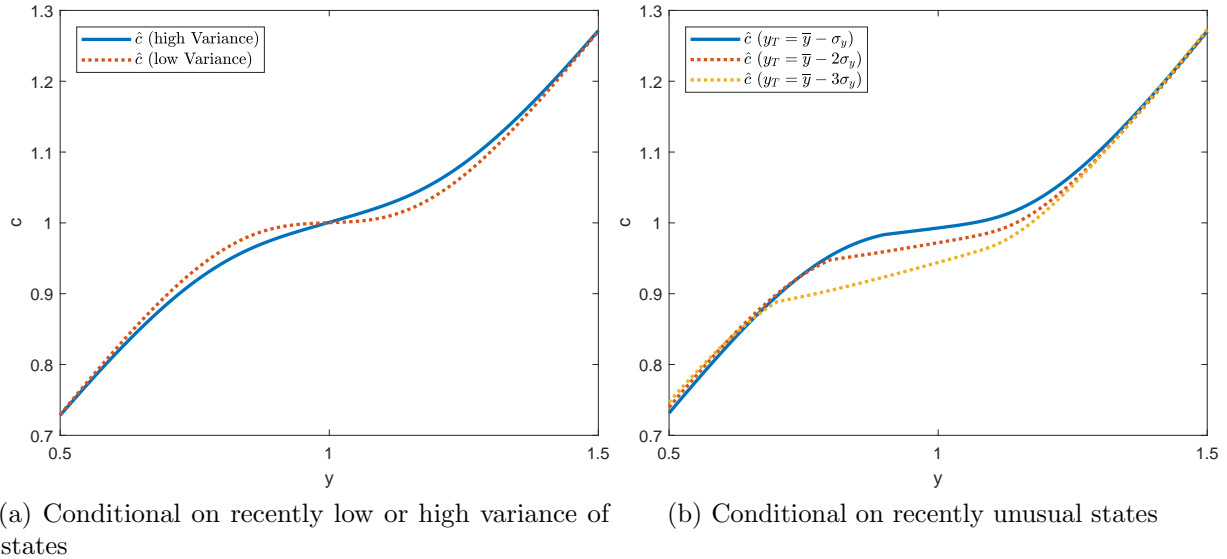 1.3
1.2
1.1
1
0.9
0.8
0.7
c
ĉ (high Variance)
ĉ (low Variance)
0.5
1
1.5
y
(a) Conditional on recently low or high variance of
states
1.3
1.2
1.1
1
0.9
0.8
0.7
c
ĉ (y_T = y̅ − σ_y)
ĉ (y_T = y̅ − 2σ_y)
ĉ (y_T = y̅ − 3σ_y)
0.5
1
1.5
y
(b) Conditional on recently unusual states